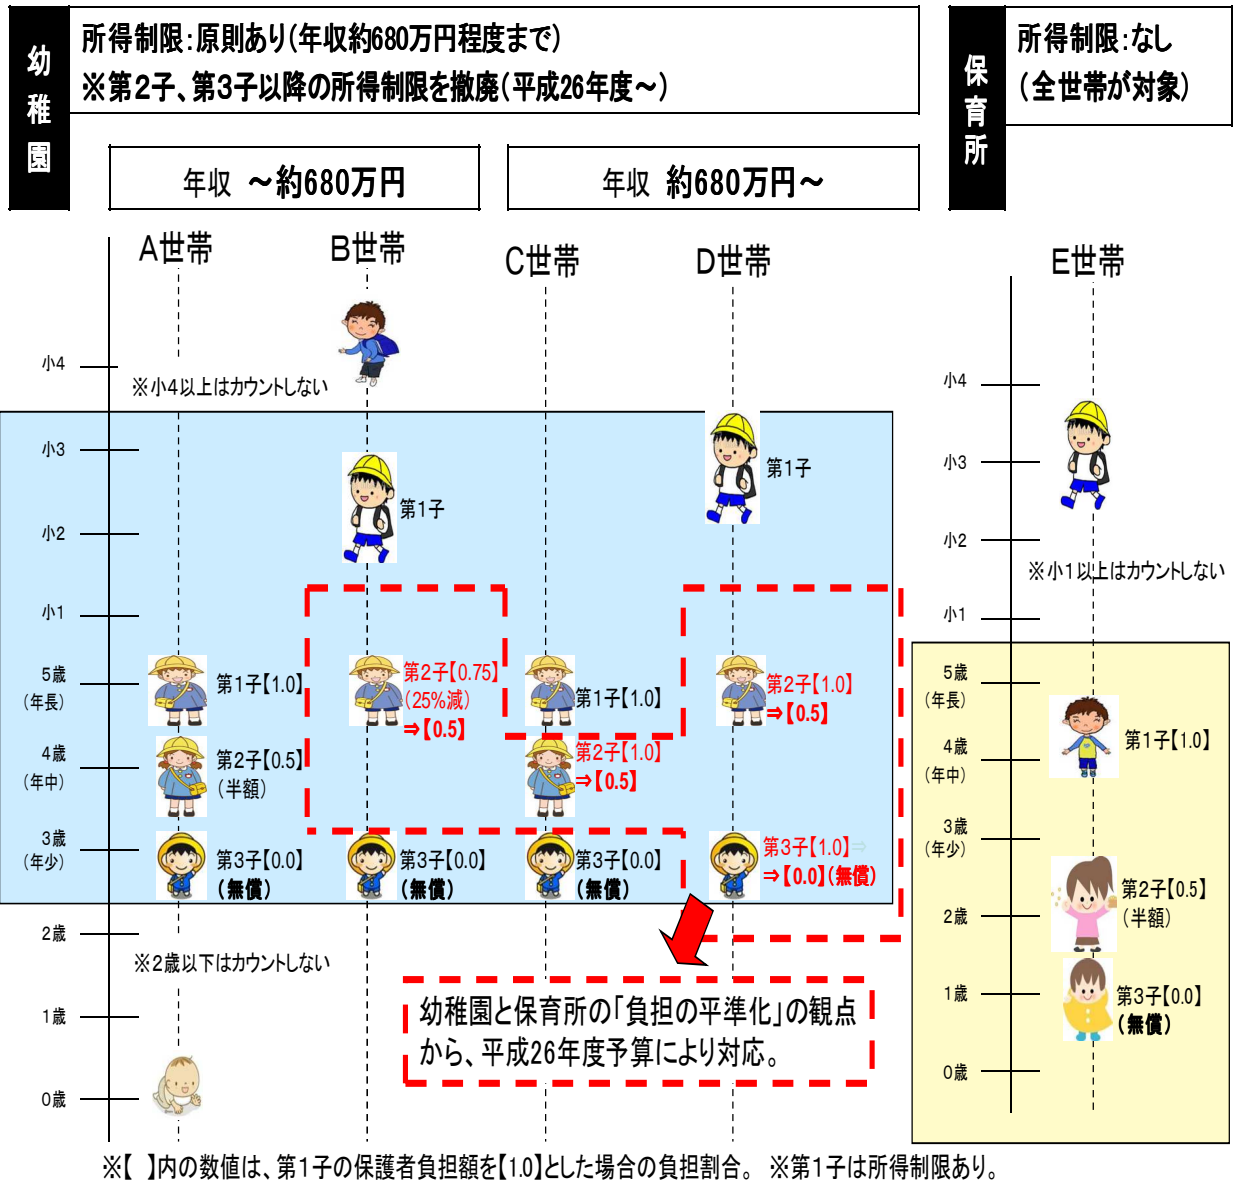 幼稚園
所得制限:原則あり(年収約680万円程度まで)
※第2子、第3子以降の所得制限を撤廃(平成26年度～)
保育所
所得制限:なし
(全世帯が対象)
年収 ～約680万円
年収 約680万円～
A世帯
B世帯
C世帯
D世帯
E世帯
小4
※小4以上はカウントしない
小3
第1子
第1子
小2
小1
5歳
(年長)
第1子【1.0】
第2子【0.75】
(25%減)
⇒【0.5】
第1子【1.0】
第2子【1.0】
⇒【0.5】
4歳
(年中)
第2子【0.5】
(半額)
第2子【1.0】
⇒【0.5】
3歳
(年少)
第3子【0.0】
(無償)
第3子【0.0】
(無償)
第3子【0.0】
(無償)
第3子【1.0】⇒
⇒【0.0】(無償)
2歳
※2歳以下はカウントしない
1歳
0歳
幼稚園と保育所の「負担の平準化」の観点
から、平成26年度予算により対応。
小4
小3
小2
※小1以上はカウントしない
小1
5歳
(年長)
第1子【1.0】
4歳
(年中)
3歳
(年少)
第2子【0.5】
(半額)
2歳
1歳
第3子【0.0】
(無償)
0歳
※【 】内の数値は、第1子の保護者負担額を【1.0】とした場合の負担割合。 ※第1子は所得制限あり。